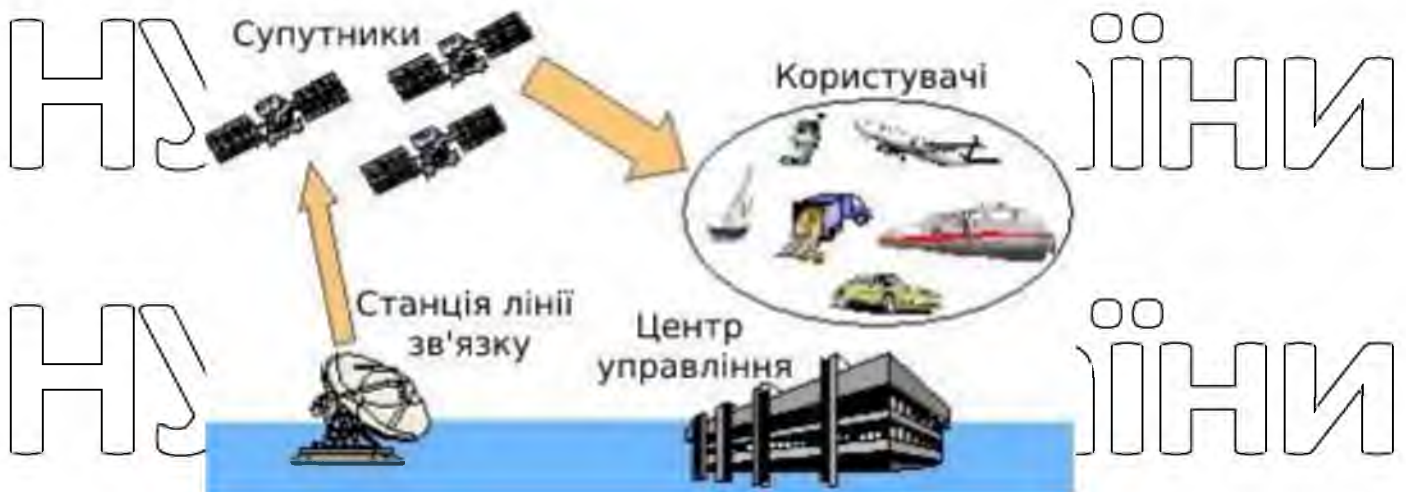 Супутники
Користувачі
Станція лінії
зв'язку
Центр
управління